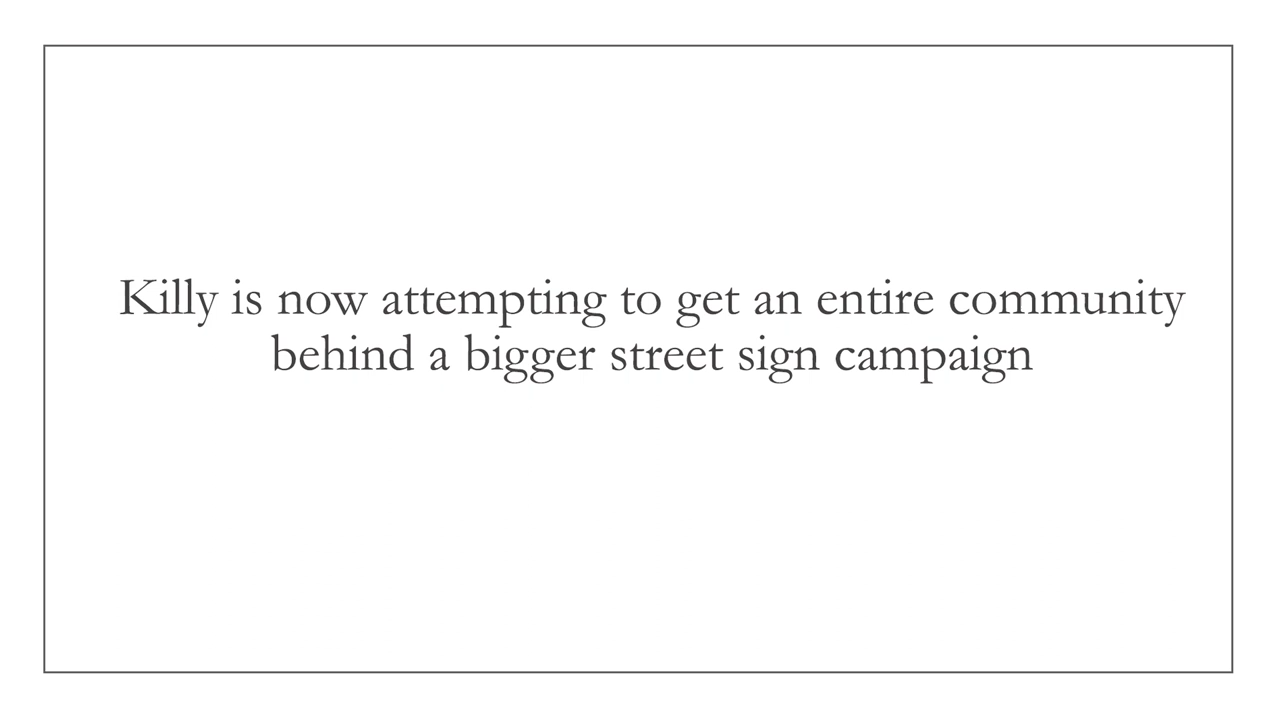 Killy is now attempting to get an entire community
behind a bigger street sign campaign